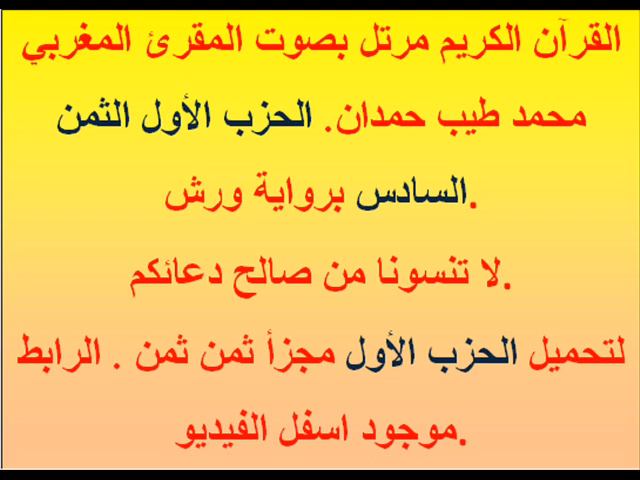 القرآن الكريم مرتل بصوت المقرئ المغربي
محمد طيب حمدان. الحزب الأول الثمن
السادس برواية ورش.
لا تنسونا من صالح دعائكم.
لتحميل الحزب الأول مجزأ ثمن ثمن . الرابط
موجود اسفل الفيديو.